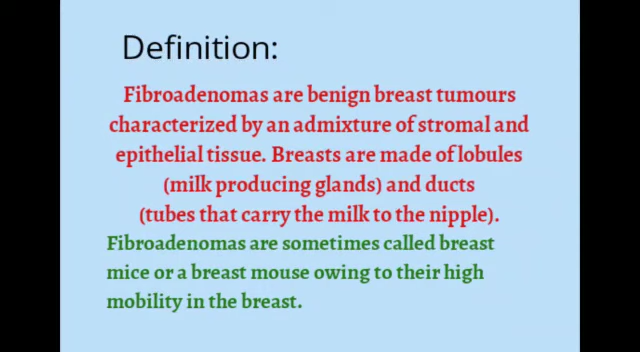 Definition:
Fibroadenomas are benign breast tumours
characterized by an admixture of stromal and
epithelial tissue. Breasts are made of lobules
(milk producing glands) and ducts
(tubes that carry the milk to the nipple).
Fibroadenomas are sometimes called breast
mice or a breast mouse owing to their high
mobility in the breast.